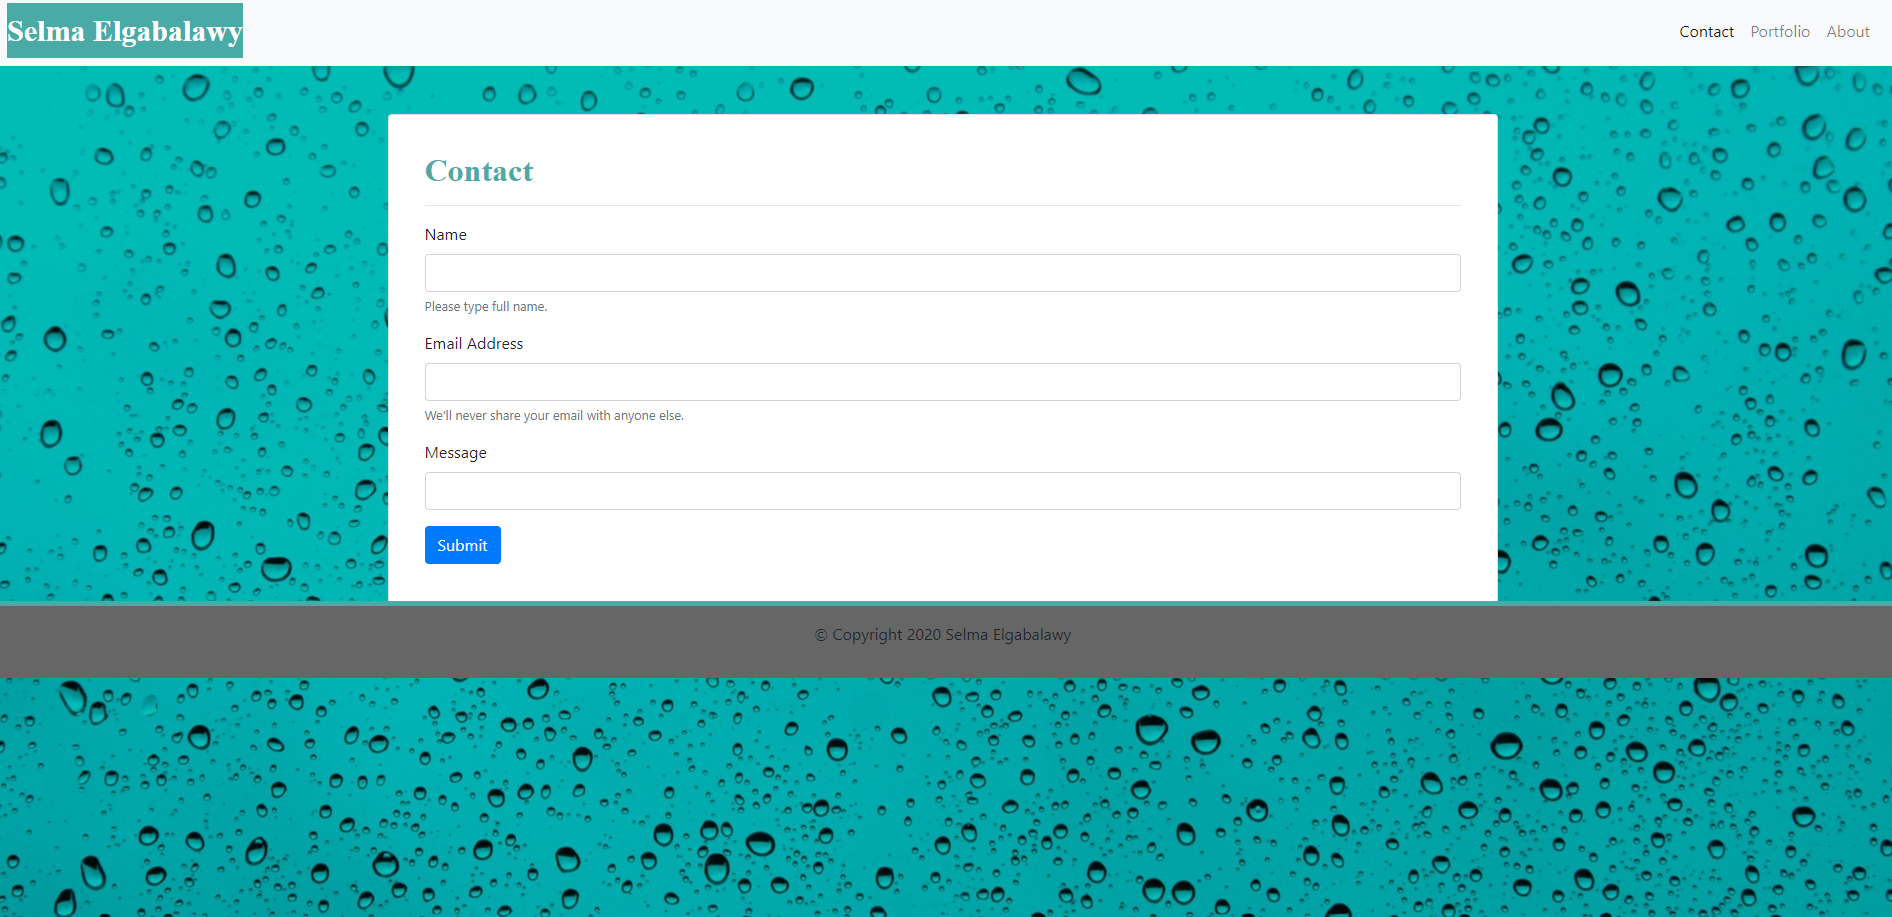 Selma Elgabalawy
Contact Portfolio About
Contact
Name
Please type full name.
Email Address
We'll never share your email with anyone else.
Message
Submit
© Copyright 2020 Selma Elgabalawy